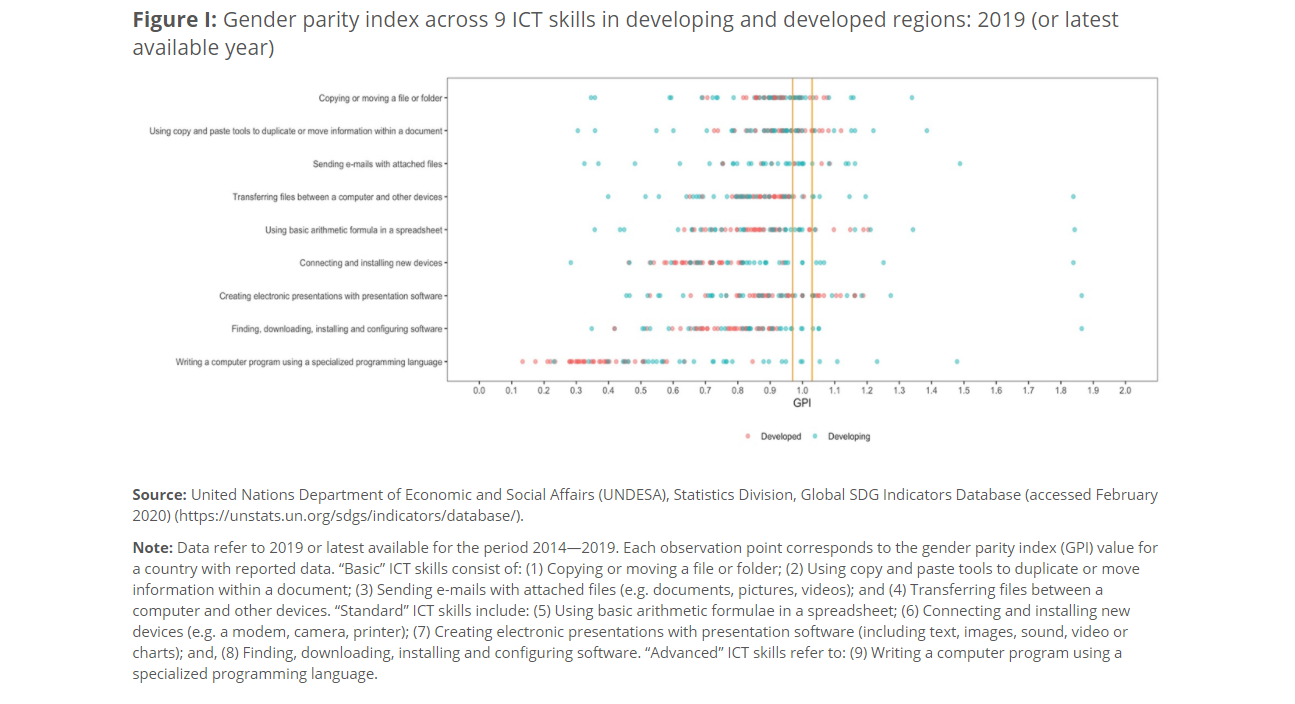 Figure I: Gender parity index across 9 ICT skills in developing and developed regions: 2019 (or latest
available year)
Copying or moving a file or folder
Using copy and paste tools to duplicate or move information within a document
Sending e-mails with attached files
Transferring files between a computer and other devices
Using basic arithmetic formula in a spreadsheet
Connecting and installing new devices
Creating electronic presentations with presentation software
Finding, downloading, installing and configuring software
Writing a computer program using a specialized programming language
0.0 0.1 0.2 0.3 0.4 0.5 0.6 0.7 0.8 0.9 1.0 1.1 1.2 1.3 1.4 1.5 1.6 1.7 1.8 1.9 2.0
GPI
Developed Developing
Source: United Nations Department of Economic and Social Affairs (UNDESA), Statistics Division, Global SDG Indicators Database (accessed February
2020) (https://unstats.un.org/sdgs/indicators/database/).
Note: Data refer to 2019 or latest available for the period 2014—2019. Each observation point corresponds to the gender parity index (GPI) value for
a country with reported data. “Basic” ICT skills consist of: (1) Copying or moving a file or folder; (2) Using copy and paste tools to duplicate or move
information within a document; (3) Sending e-mails with attached files (e.g. documents, pictures, videos); and (4) Transferring files between a
computer and other devices. “Standard” ICT skills include: (5) Using basic arithmetic formulae in a spreadsheet; (6) Connecting and installing new
devices (e.g. a modem, camera, printer); (7) Creating electronic presentations with presentation software (including text, images, sound, video or
charts); and, (8) Finding, downloading, installing and configuring software. “Advanced” ICT skills refer to: (9) Writing a computer program using a
specialized programming language.